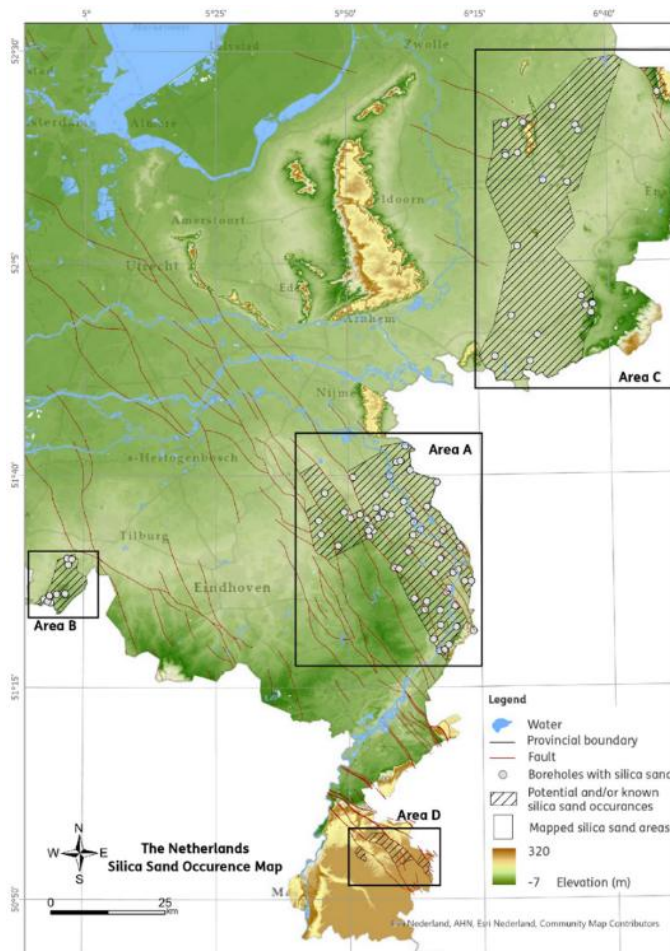 5°
5°25'
5°50'
6°15'
6°40'
52°30'
52°5'
51°40'
51°15'
50°50'
Lelystad
Zwolle
Almere
Amersfoort
Utrecht
Ede
Arnhem
Area C
Nijme
Area A
's-Hertogenbosch
Tilburg
Eindhoven
Area B
Area D
Legend
Water
Provincial boundary
Fault
Boreholes with silica sand
Potential and/or known
silica sand occurances
Mapped silica sand areas
320
-7 Elevation (m)
N
W E
S
The Netherlands
Silica Sand Occurence Map
0 25
km
Esri Nederland, AHN, Esri Nederland, Community Map Contributors